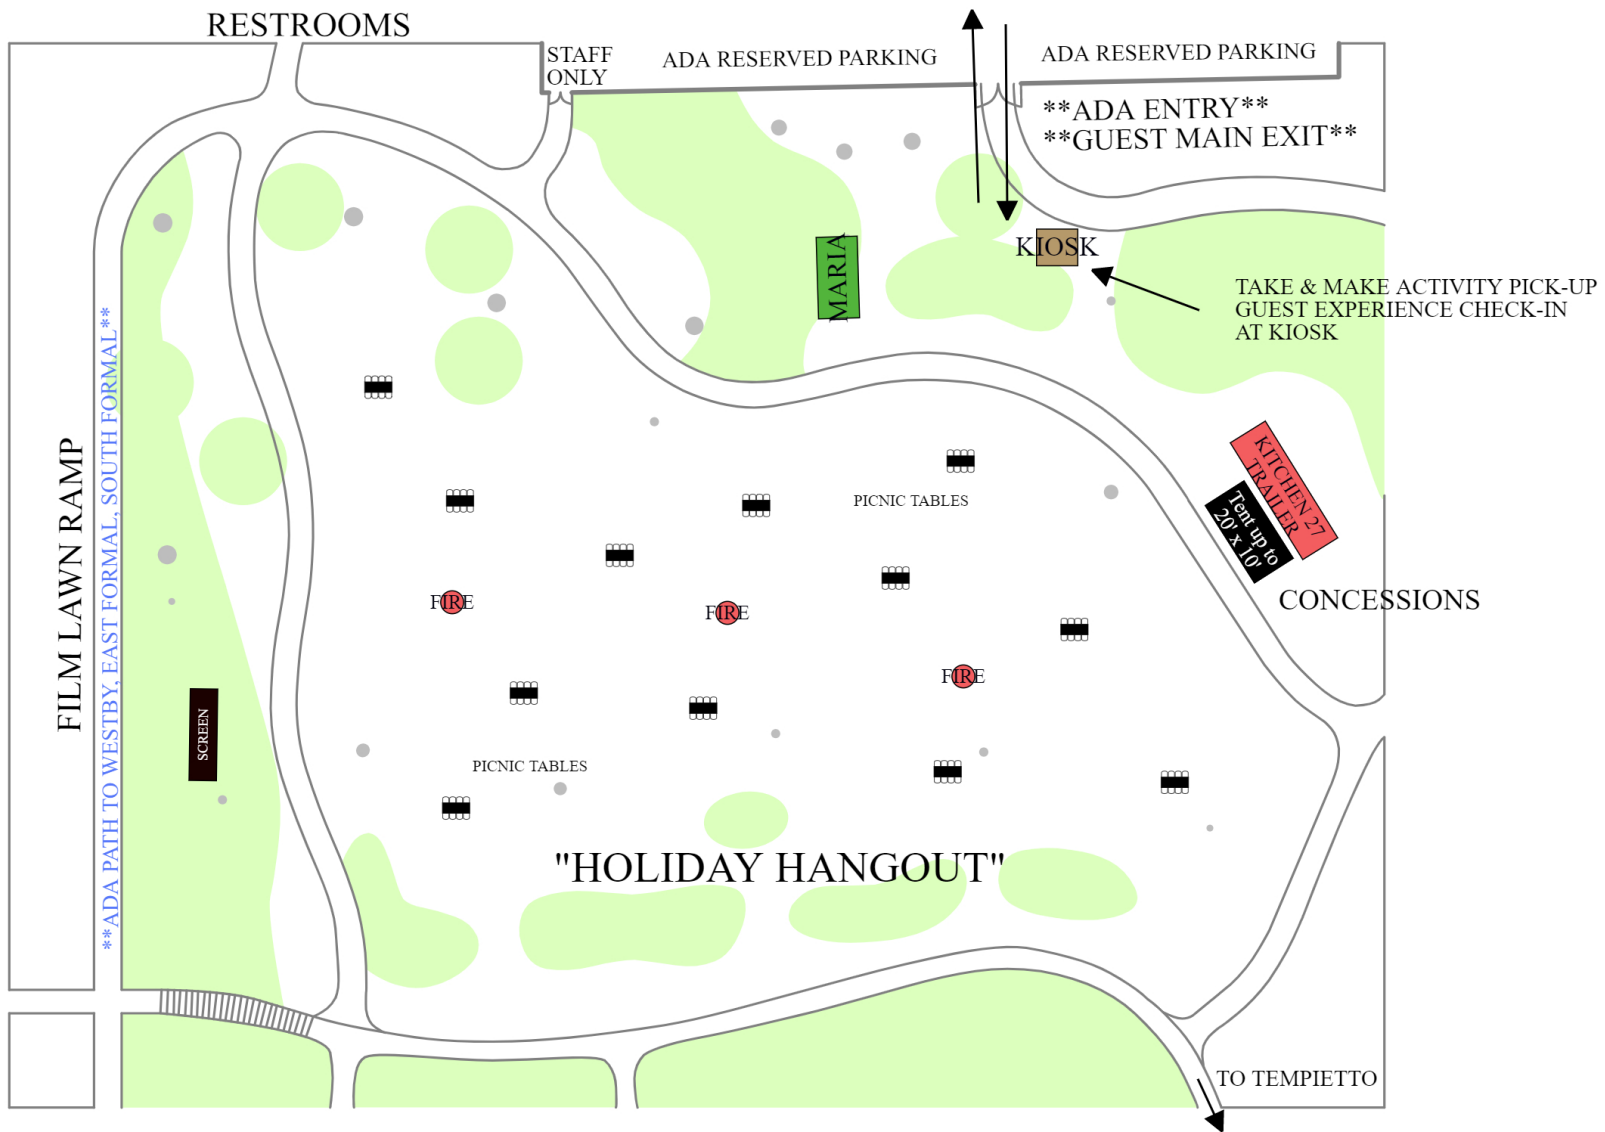 RESTROOMS
STAFF
ONLY
ADA RESERVED PARKING
ADA RESERVED PARKING
**ADA ENTRY**
**GUEST MAIN EXIT**
MARIA
KIOSK
TAKE & MAKE ACTIVITY PICK-UP
GUEST EXPERIENCE CHECK-IN
AT KIOSK
FILM LAWN RAMP
**ADA PATH TO WESTBY, EAST FORMAL, SOUTH FORMAL**
KITCHEN 27
TRAILER
Tent up to
20' x 10'
PICNIC TABLES
CONCESSIONS
FIRE
FIRE
FIRE
SCREEN
PICNIC TABLES
"HOLIDAY HANGOUT"
TO TEMPIETTO